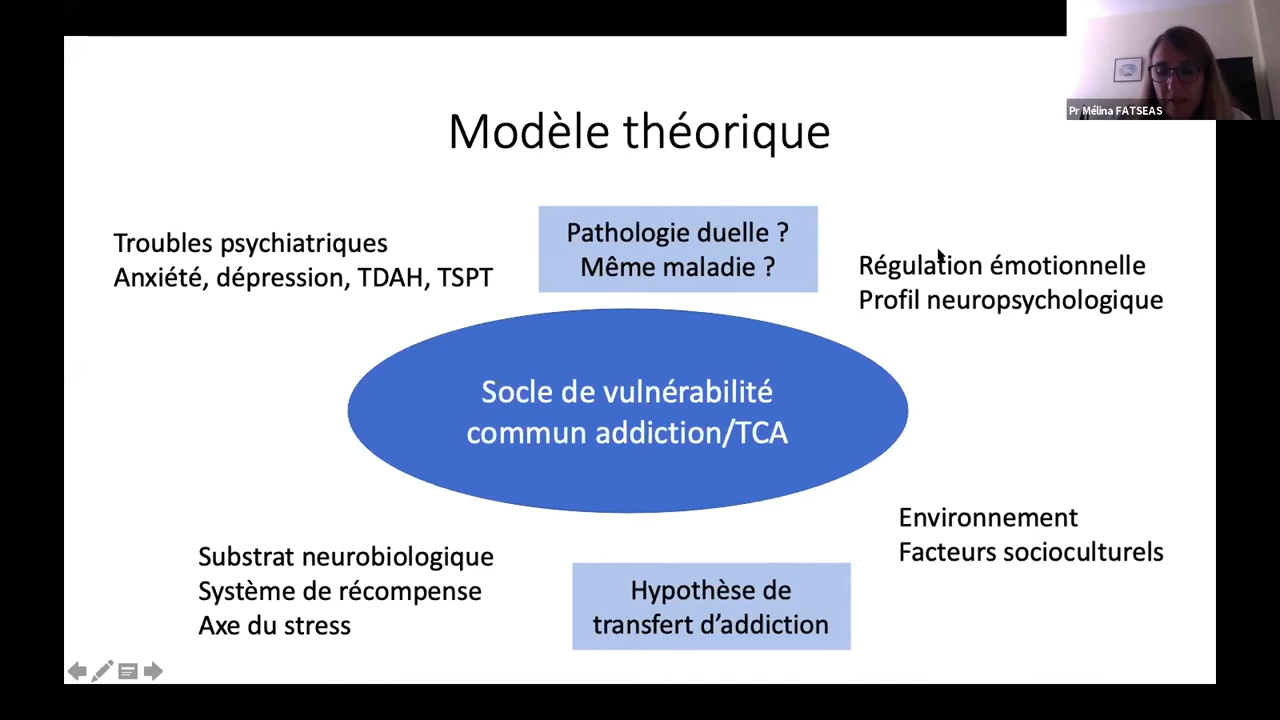 Pr Mélina FATSEAS
Modèle théorique
Troubles psychiatriques
Anxiété, dépression, TDAH, TSPT
Pathologie duelle ?
Même maladie ?
Régulation émotionnelle
Profil neuropsychologique
Socle de vulnérabilité
commun addiction/TCA
Environnement
Facteurs socioculturels
Substrat neurobiologique
Système de récompense
Axe du stress
Hypothèse de
transfert d’addiction